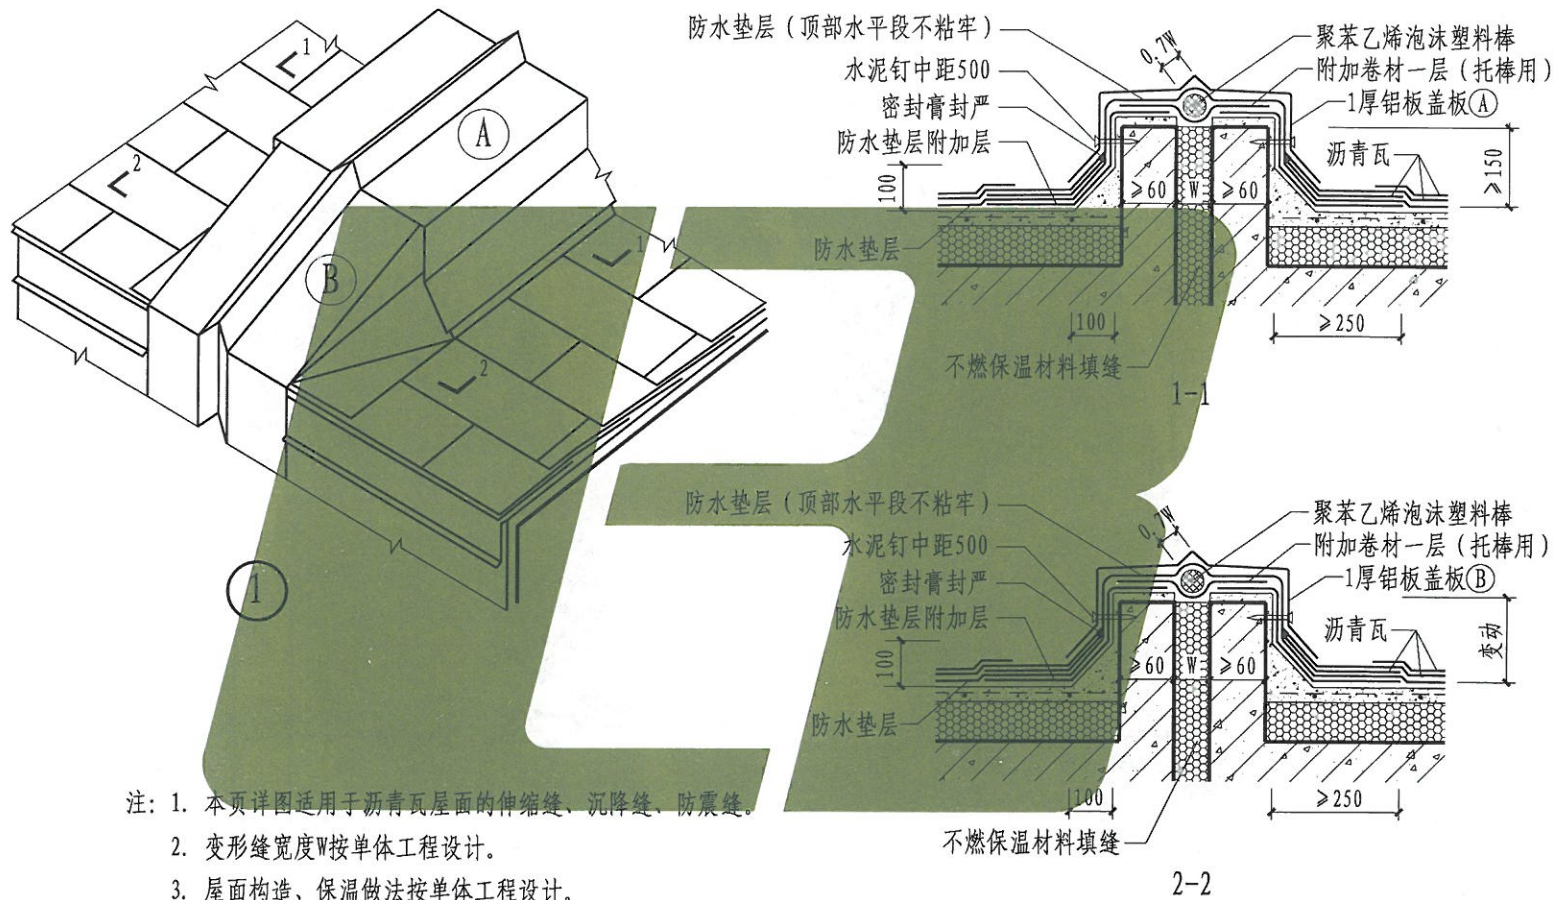 1
2
A
B
1
2
1
防水垫层（顶部水平段不粘牢）
水泥钉中距500
密封膏封严
防水垫层附加层
100
防水垫层
100
不燃保温材料填缝
0.7W
聚苯乙烯泡沫塑料棒
附加卷材一层（托棒用）
1厚铝板盖板A
沥青瓦
≥150
≥60
W
≥60
≥250
1-1
防水垫层（顶部水平段不粘牢）
水泥钉中距500
密封膏封严
防水垫层附加层
100
防水垫层
100
不燃保温材料填缝
0.7W
聚苯乙烯泡沫塑料棒
附加卷材一层（托棒用）
1厚铝板盖板B
沥青瓦
变动
≥60
W
≥60
≥250
2-2
注: 1. 本页详图适用于沥青瓦屋面的伸缩缝、沉降缝、防震缝。
2. 变形缝宽度W按单体工程设计。
3. 屋面构造、保温做法按单体工程设计。